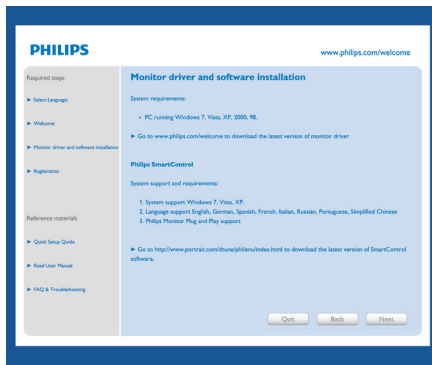 PHILIPS
www.philips.com/welcome
Required steps
► Select Language
► Welcome
► Monitor driver and software installation
► Registration
Reference materials
► Quick Setup Guide
► Read User Manual
► FAQ & Troubleshooting
Monitor driver and software installation
System requirements:
• PC running Windows 7, Vista, XP, 2000, 98.
► Go to www.philips.com/welcome to download the latest version of monitor driver
Philips SmartControl
System support and requirements:
1. System support Windows 7, Vista, XP.
2. Language support English, German, Spanish, French, Italian, Russian, Portuguese, Simplified Chinese
3. Philips Monitor Plug and Play support
► Go to http://www.portrait.com/dtune/phl/enu/index.html to download the latest version of SmartControl
software.
Quit
Back
Next